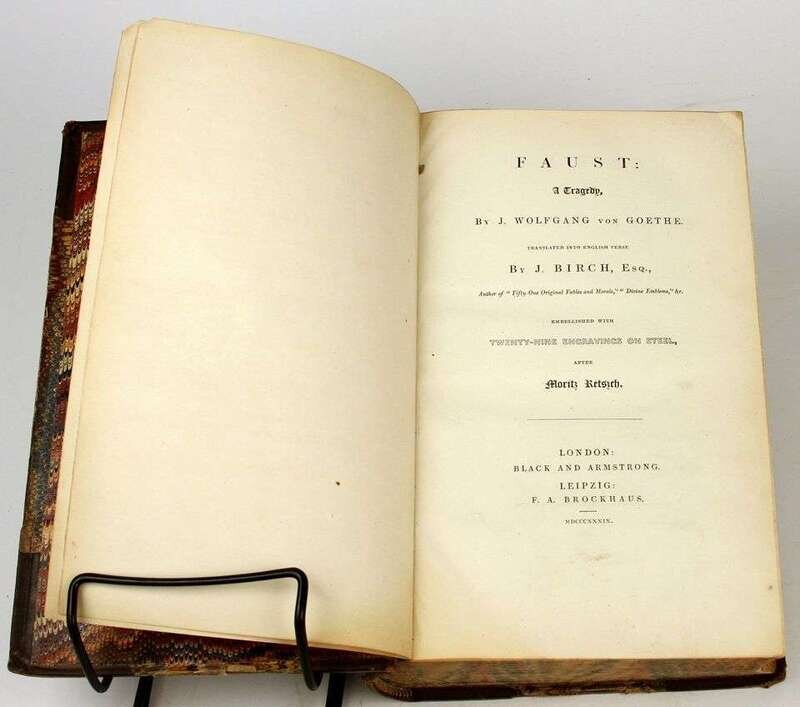 FAUST:
A Tragedy,
BY J. WOLFGANG VON GOETHE.
TRANSLATED INTO ENGLISH VERSE
BY J. BIRCH, ESQ.,
Author of "Fifty-One Original Fables and Morals," "Divine Emblems," &c.
EMBELLISHED WITH
TWENTY-NINE ENGRAVINGS ON STEEL,
AFTER
Moritz Retszch.
LONDON:
BLACK AND ARMSTRONG.
LEIPZIG:
F. A. BROCKHAUS.
MDCCCXXXIX.